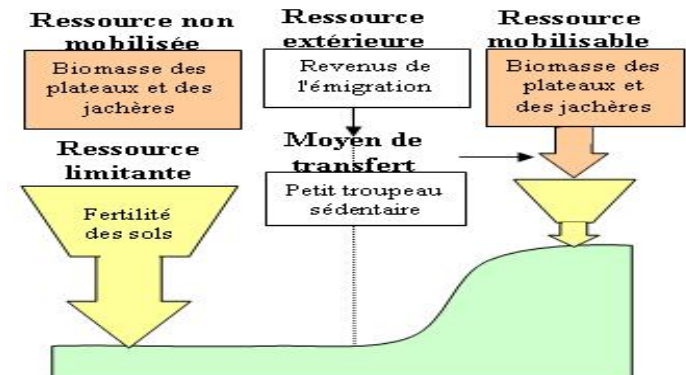 Ressource non
mobilisée
Biomasse des
plateaux et des
jachères
Ressource
limitante
Fertilité
des sols
Ressource
extérieure
Revenus de
l'émigration
Moyen de
transfert
Petit troupeau
sédentaire
Ressource
mobilisable
Biomasse des
plateaux et
des jachères